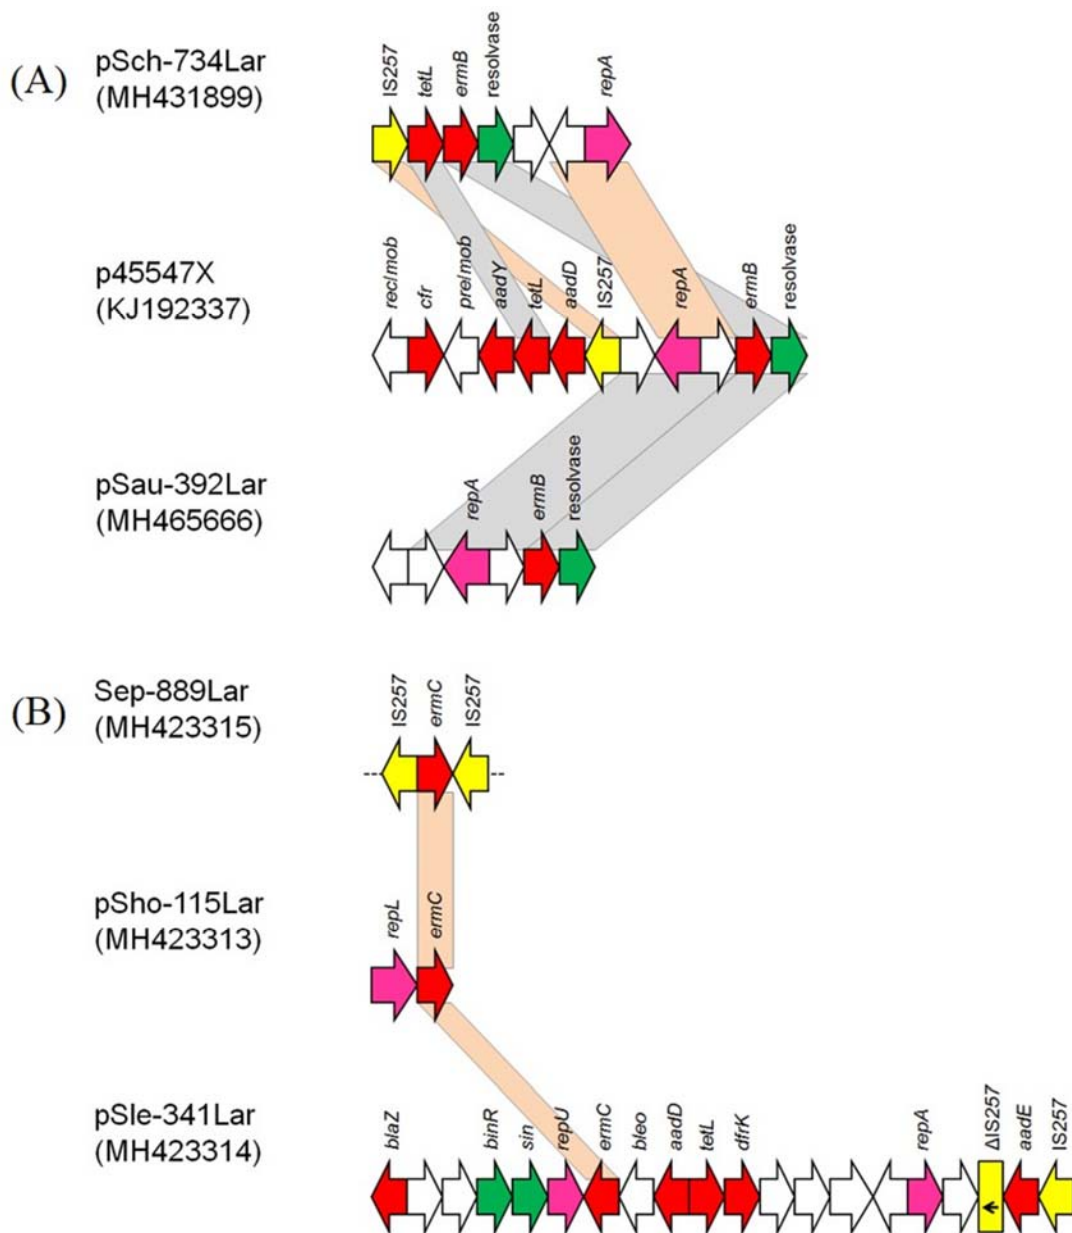 (A)
pSch-734Lar
(MH431899)
IS257
tetL
ermB
resolvase
repA
p45547X
(KJ192337)
rec/mob
cfr
pre/mob
aadY
tetL
aadD
IS257
repA
ermB
resolvase
pSau-392Lar
(MH465666)
repA
ermB
resolvase
(B)
Sep-889Lar
(MH423315)
IS257
ermC
IS257
pSho-115Lar
(MH423313)
repL
ermC
pSle-341Lar
(MH423314)
blaZ
binR
sin
repU
ermC
bleo
aadD
tetL
dfrK
repA
ΔIS257
aadE
IS257